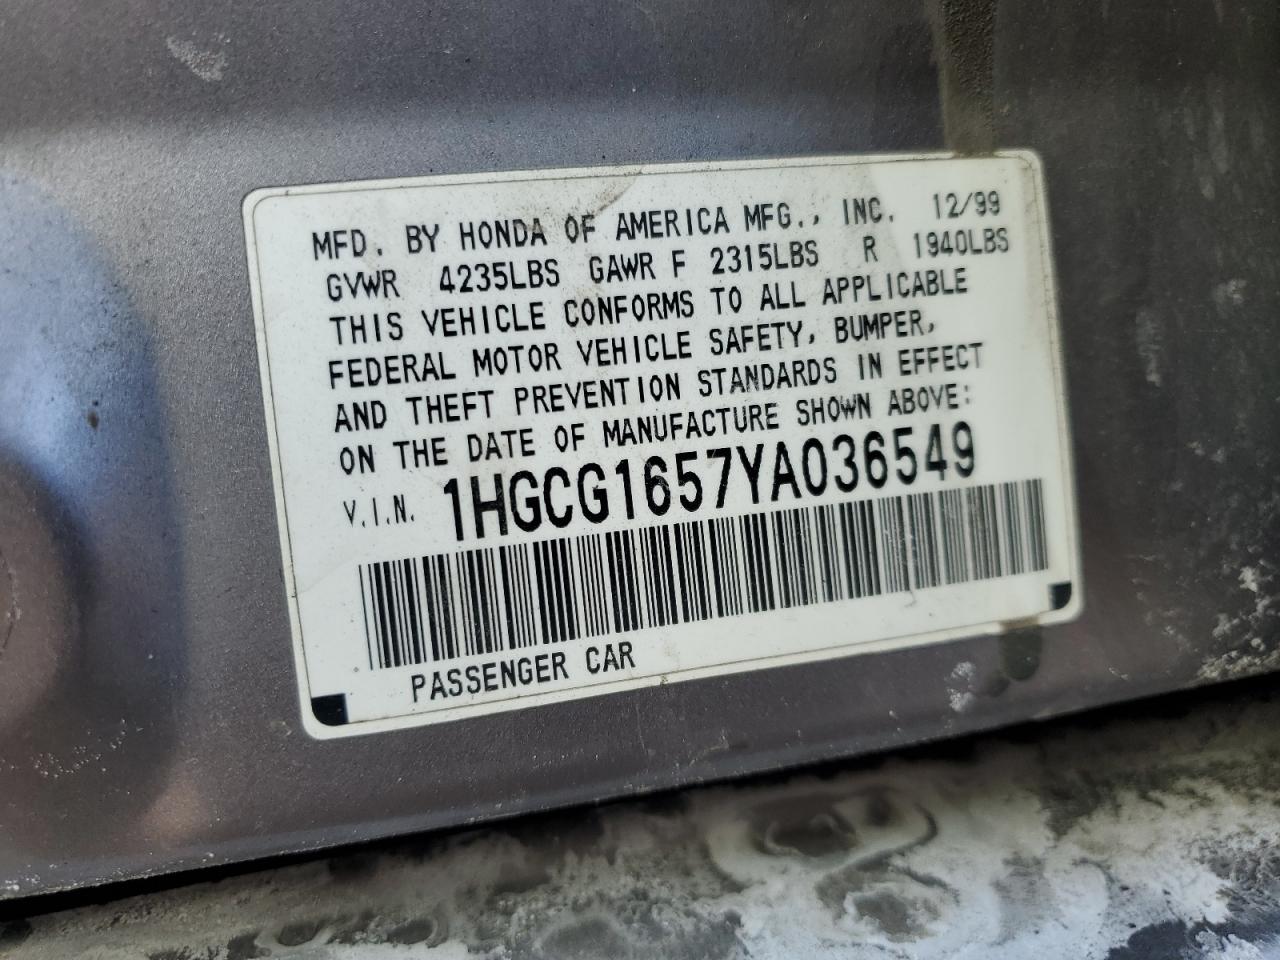 MFD. BY HONDA OF AMERICA MFG., INC. 12/99
GVWR 4235LBS GAWR F 2315LBS R 1940LBS
THIS VEHICLE CONFORMS TO ALL APPLICABLE
FEDERAL MOTOR VEHICLE SAFETY, BUMPER,
AND THEFT PREVENTION STANDARDS IN EFFECT
ON THE DATE OF MANUFACTURE SHOWN ABOVE:
V.I.N. 1HGCG1657YA036549
PASSENGER CAR